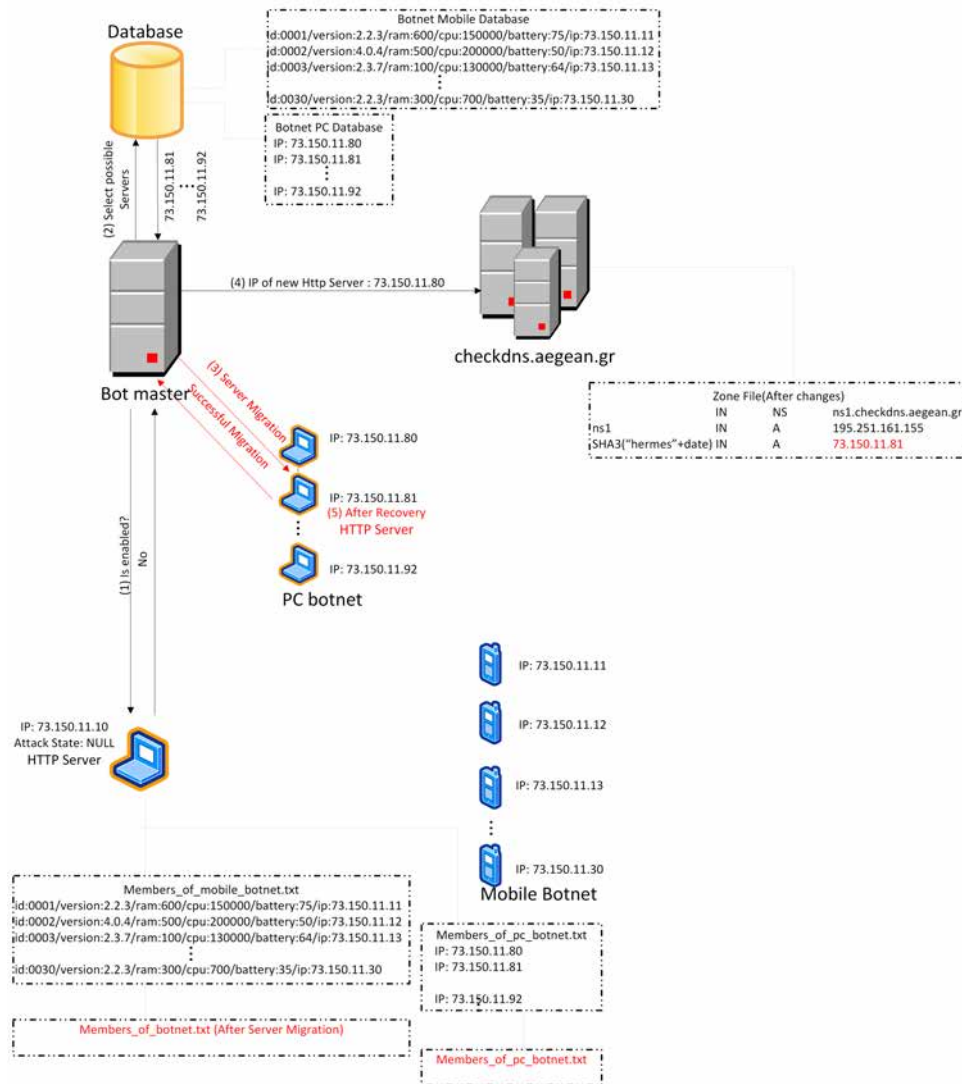 Database
Botnet Mobile Database
id:0001/version:2.2.3/ram:600/cpu:150000/battery:75/ip:73.150.11.11
id:0002/version:4.0.4/ram:500/cpu:200000/battery:50/ip:73.150.11.12
id:0003/version:2.3.7/ram:100/cpu:130000/battery:64/ip:73.150.11.13
id:0030/version:2.2.3/ram:300/cpu:700/battery:35/ip:73.150.11.30
Botnet PC Database
IP: 73.150.11.80
IP: 73.150.11.81
IP: 73.150.11.92
(2) Select possible
Servers
73.150.11.81
73.150.11.92
(4) IP of new Http Server : 73.150.11.80
checkdns.aegean.gr
Bot master
Zone File(After changes)
IN NS ns1.checkdns.aegean.gr
ns1 IN A 195.251.161.155
SHA3("hermes"+date) IN A 73.150.11.81
(3) Server Migration
Successful Migration
IP: 73.150.11.80
IP: 73.150.11.81
(5) After Recovery
HTTP Server
IP: 73.150.11.92
PC botnet
(1) Is enabled?
No
IP: 73.150.11.10
Attack State: NULL
HTTP Server
IP: 73.150.11.11
IP: 73.150.11.12
IP: 73.150.11.13
IP: 73.150.11.30
Mobile Botnet
Members_of_mobile_botnet.txt
id:0001/version:2.2.3/ram:600/cpu:150000/battery:75/ip:73.150.11.11
id:0002/version:4.0.4/ram:500/cpu:200000/battery:50/ip:73.150.11.12
id:0003/version:2.3.7/ram:100/cpu:130000/battery:64/ip:73.150.11.13
id:0030/version:2.2.3/ram:300/cpu:700/battery:35/ip:73.150.11.30
Members_of_pc_botnet.txt
IP: 73.150.11.80
IP: 73.150.11.81
IP: 73.150.11.92
Members_of_botnet.txt (After Server Migration)
Members_of_pc_botnet.txt